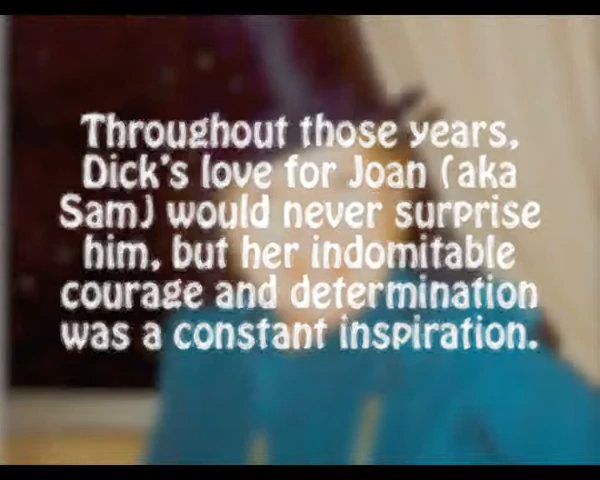 Throughout those years,
Dick's love for Joan (aka
Sam) would never surprise
him, but her indomitable
courage and determination
was a constant inspiration.